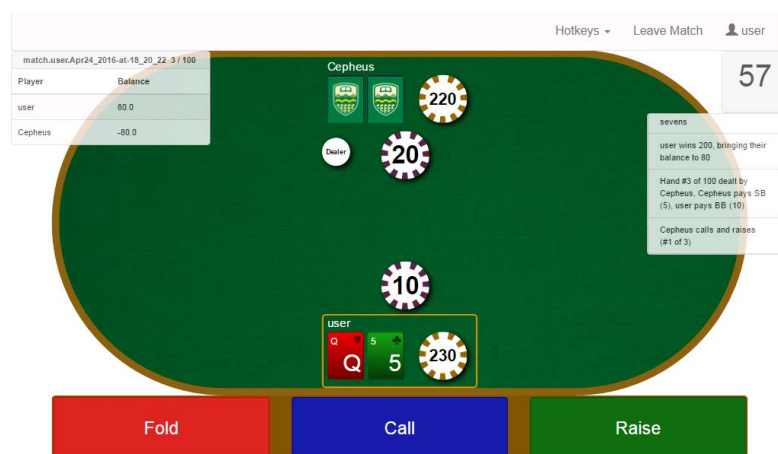 Hotkeys
Leave Match
user
match.user.Apr24_2016-at-18_20_22 3 / 100
Player Balance
user 80.0
Cepheus -80.0
Cepheus
220
57
Dealer
20
sevens
user wins 200, bringing their
balance to 80
Hand #3 of 100 dealt by
Cepheus, Cepheus pays SB
(5), user pays BB (10)
Cepheus calls and raises
(#1 of 3)
10
user
Q ♥ 5 ♣
Q 5
230
Fold
Call
Raise